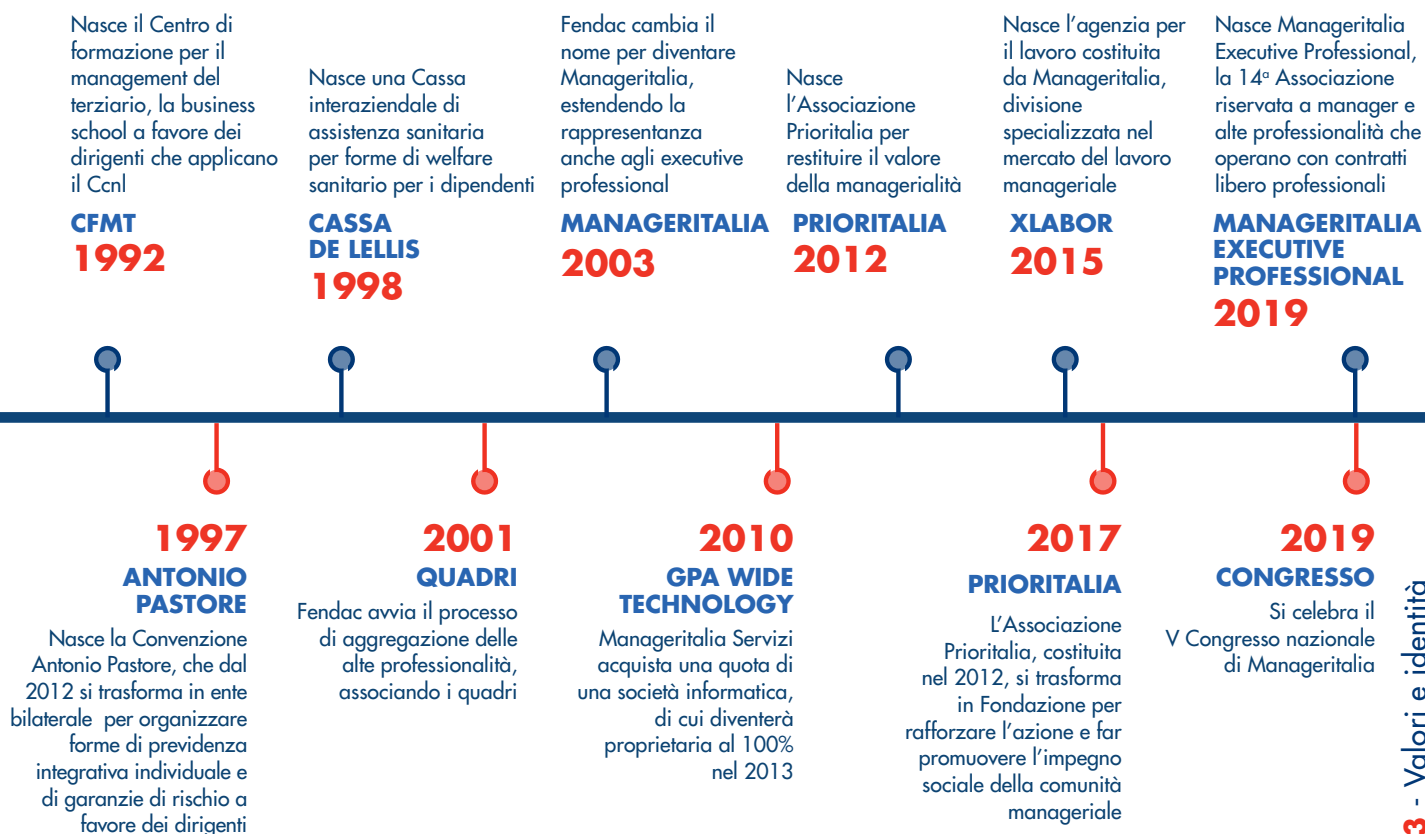 Nasce il Centro di
formazione per il
management del
terziario, la business
school a favore dei
dirigenti che applicano
il Ccnl
CFMT
1992
Nasce una Cassa
interaziendale di
assistenza sanitaria
per forme di welfare
sanitario per i dipendenti
CASSA
DE LELLIS
1998
Fendac cambia il
nome per diventare
Manageritalia,
estendendo la
rappresentanza
anche agli executive
professional
MANAGERITALIA
2003
Nasce
l'Associazione
Prioritalia per
restituire il valore
della managerialità
PRIORITALIA
2012
Nasce l'agenzia per
il lavoro costituita
da Manageritalia,
divisione
specializzata nel
mercato del lavoro
manageriale
XLABOR
2015
Nasce Manageritalia
Executive Professional,
la 14ª Associazione
riservata a manager e
alte professionalità che
operano con contratti
libero professionali
MANAGERITALIA
EXECUTIVE
PROFESSIONAL
2019
1997
ANTONIO
PASTORE
Nasce la Convenzione
Antonio Pastore, che dal
2012 si trasforma in ente
bilaterale per organizzare
forme di previdenza
integrativa individuale e
di garanzie di rischio a
favore dei dirigenti
2001
QUADRI
Fendac avvia il processo
di aggregazione delle
alte professionalità,
associando i quadri
2010
GPA WIDE
TECHNOLOGY
Manageritalia Servizi
acquista una quota di
una società informatica,
di cui diventerà
proprietaria al 100%
nel 2013
2017
PRIORITALIA
L'Associazione
Prioritalia, costituita
nel 2012, si trasforma
in Fondazione per
rafforzare l'azione e far
promuovere l'impegno
sociale della comunità
manageriale
2019
CONGRESSO
Si celebra il
V Congresso nazionale
di Manageritalia
3 - Valori e identità